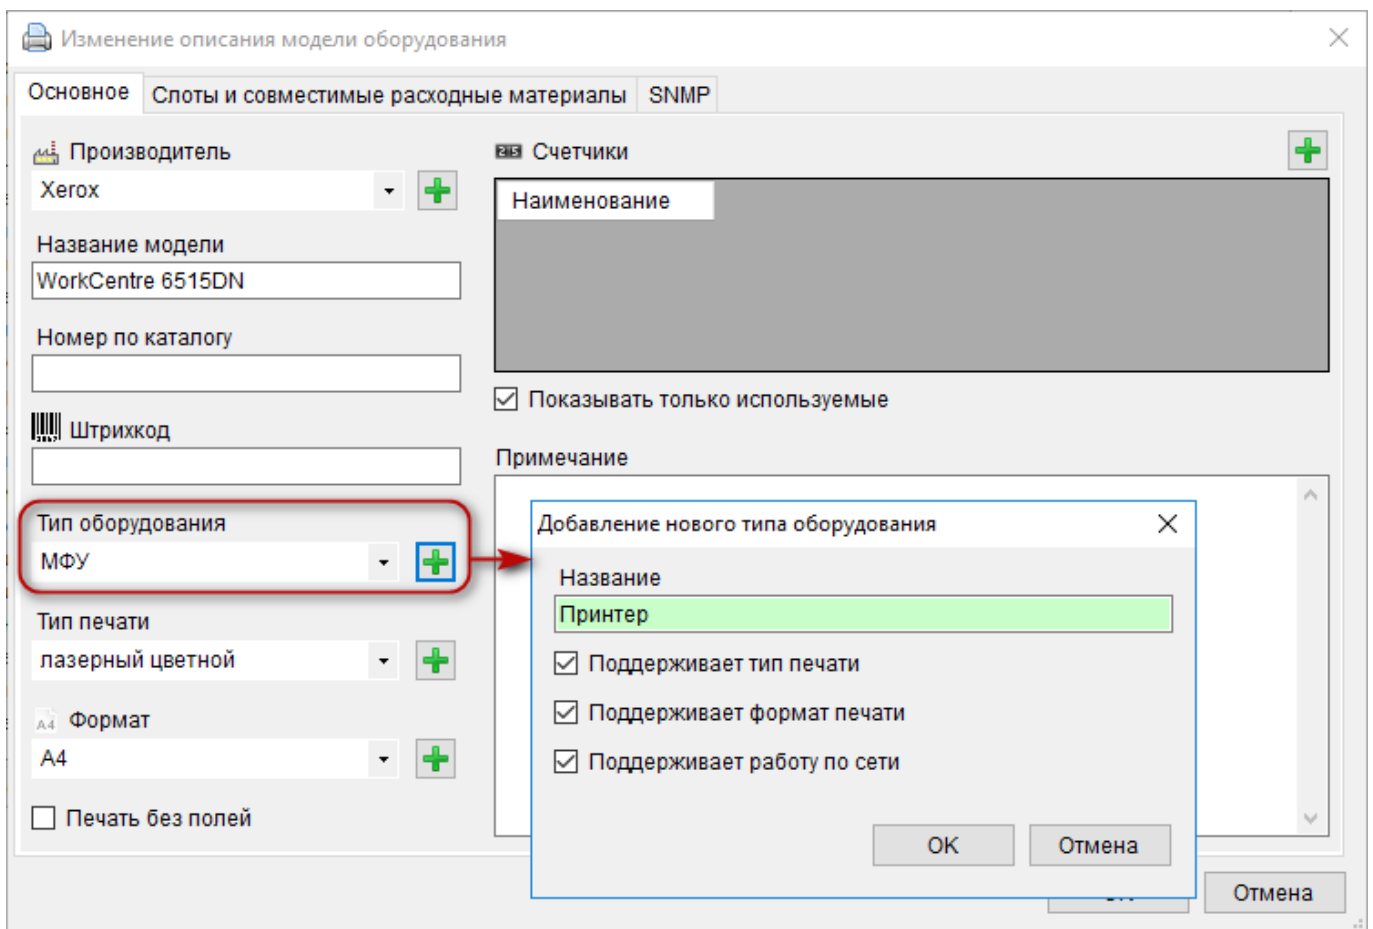 Изменение описания модели оборудования
Основное
Слоты и совместимые расходные материалы
SNMP
Производитель
Xerox
Название модели
WorkCentre 6515DN
Номер по каталогу
Штрихкод
Тип оборудования
МФУ
Тип печати
лазерный цветной
A4 Формат
A4
Печать без полей
Счетчики
Наименование
Показывать только используемые
Примечание
Добавление нового типа оборудования
Название
Принтер
Поддерживает тип печати
Поддерживает формат печати
Поддерживает работу по сети
OK
Отмена
Отмена